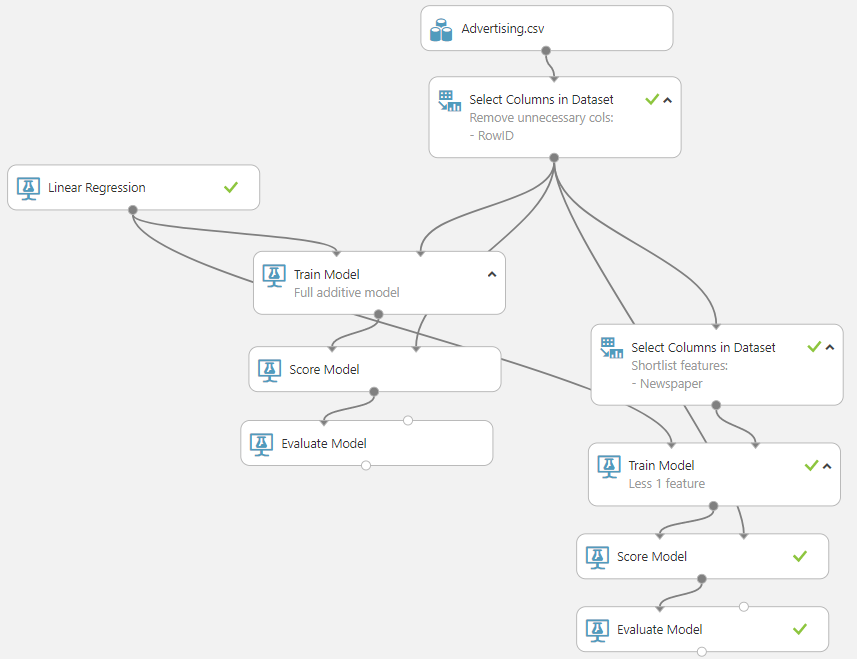 Advertising.csv
Select Columns in Dataset
Remove unnecessary cols:
- RowID
Linear Regression
Train Model
Full additive model
Score Model
Evaluate Model
Select Columns in Dataset
Shortlist features:
- Newspaper
Train Model
Less 1 feature
Score Model
Evaluate Model